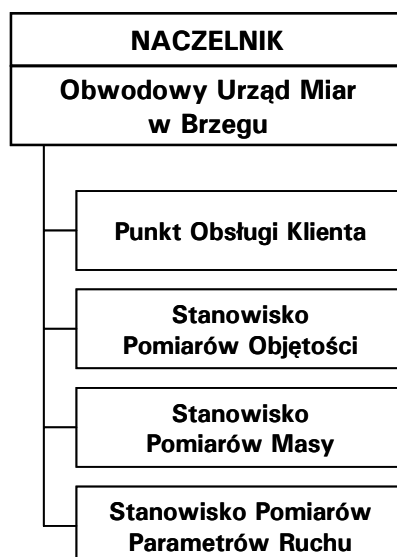 NACZELNIK
Obwodowy Urząd Miar
w Brzegu
Punkt Obsługi Klienta
Stanowisko
Pomiarów Objętości
Stanowisko
Pomiarów Masy
Stanowisko Pomiarów
Parametrów Ruchu